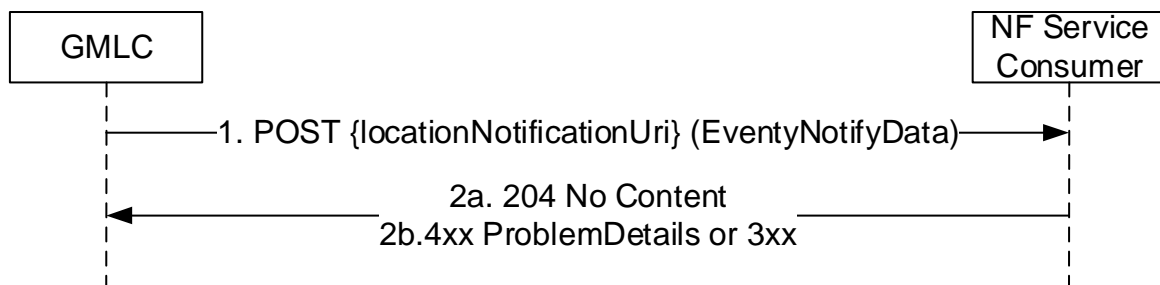 GMLC
NF Service
Consumer
1. POST {locationNotificationUri} (EventyNotifyData)
2a. 204 No Content
2b.4xx ProblemDetails or 3xx